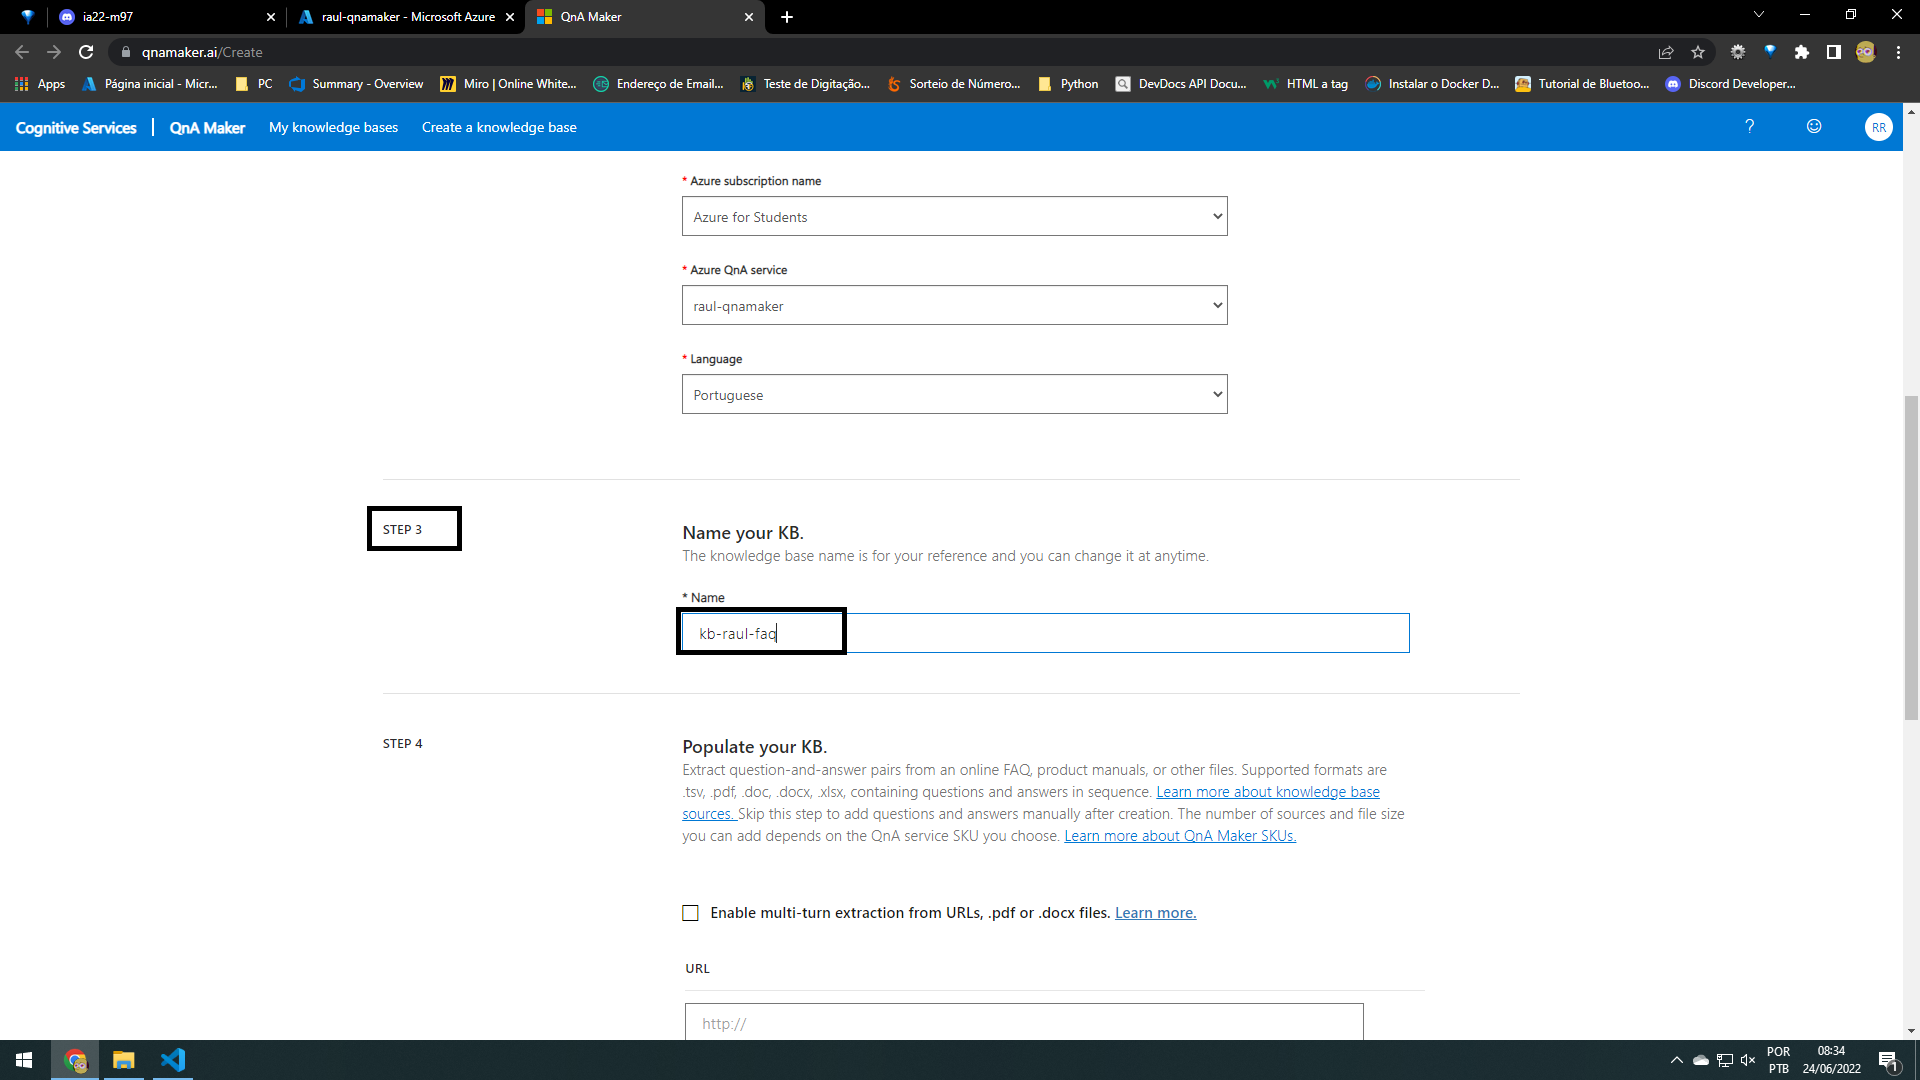 ia22-m97
raul-qnamaker - Microsoft Azure
QnA Maker
qnamaker.ai/Create
Apps
Página inicial - Micr...
PC
Summary - Overview
Miro | Online White...
Endereço de Email...
Teste de Digitação...
Sorteio de Número...
Python
DevDocs API Docu...
HTML a tag
Instalar o Docker D...
Tutorial de Bluetoo...
Discord Developer...
Cognitive Services
QnA Maker
My knowledge bases
Create a knowledge base
?
RR
* Azure subscription name
Azure for Students
* Azure QnA service
raul-qnamaker
* Language
Portuguese
STEP 3
Name your KB.
The knowledge base name is for your reference and you can change it at anytime.
* Name
kb-raul-faq
STEP 4
Populate your KB.
Extract question-and-answer pairs from an online FAQ, product manuals, or other files. Supported formats are
.tsv, .pdf, .doc, .docx, .xlsx, containing questions and answers in sequence. Learn more about knowledge base
sources. Skip this step to add questions and answers manually after creation. The number of sources and file size
you can add depends on the QnA service SKU you choose. Learn more about QnA Maker SKUs.
Enable multi-turn extraction from URLs, .pdf or .docx files. Learn more.
URL
http://
POR
PTB
08:34
24/06/2022
1